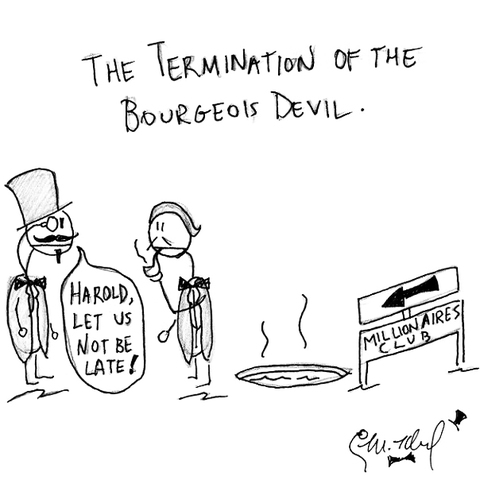 THE TERMINATION OF THE
BOURGEOIS DEVIL.
HAROLD,
LET US
NOT BE
LATE!
MILLIONAIRES
CLUB